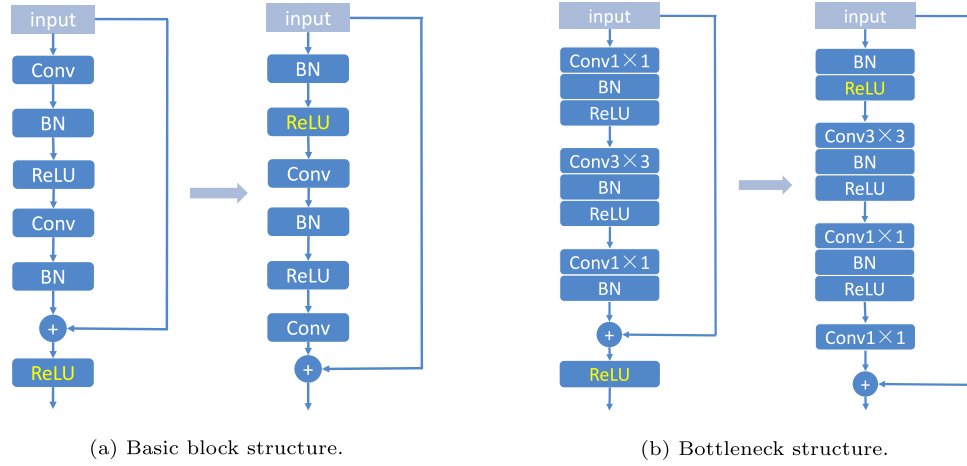 input
Conv
BN
ReLU
Conv
BN
+
ReLU
input
BN
ReLU
Conv
BN
ReLU
Conv
+
(a) Basic block structure.
input
Conv1×1
BN
ReLU
Conv3×3
BN
ReLU
Conv1×1
BN
+
ReLU
input
BN
ReLU
Conv3×3
BN
ReLU
Conv1×1
BN
ReLU
Conv1×1
+
(b) Bottleneck structure.